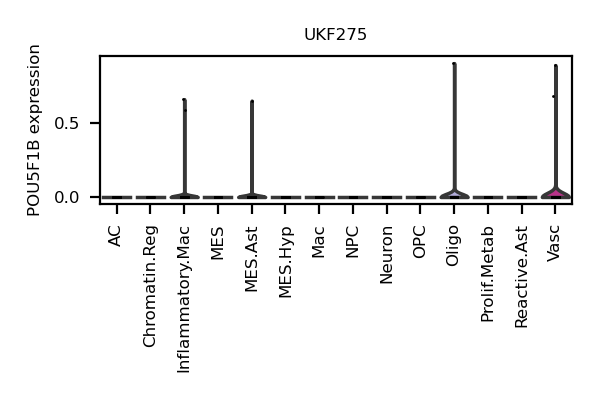 UKF275
POU5F1B expression
0.5
0.0
AC
Chromatin.Reg
Inflammatory.Mac
MES
MES.Ast
MES.Hyp
Mac
NPC
Neuron
OPC
Oligo
Prolif.Metab
Reactive.Ast
Vasc